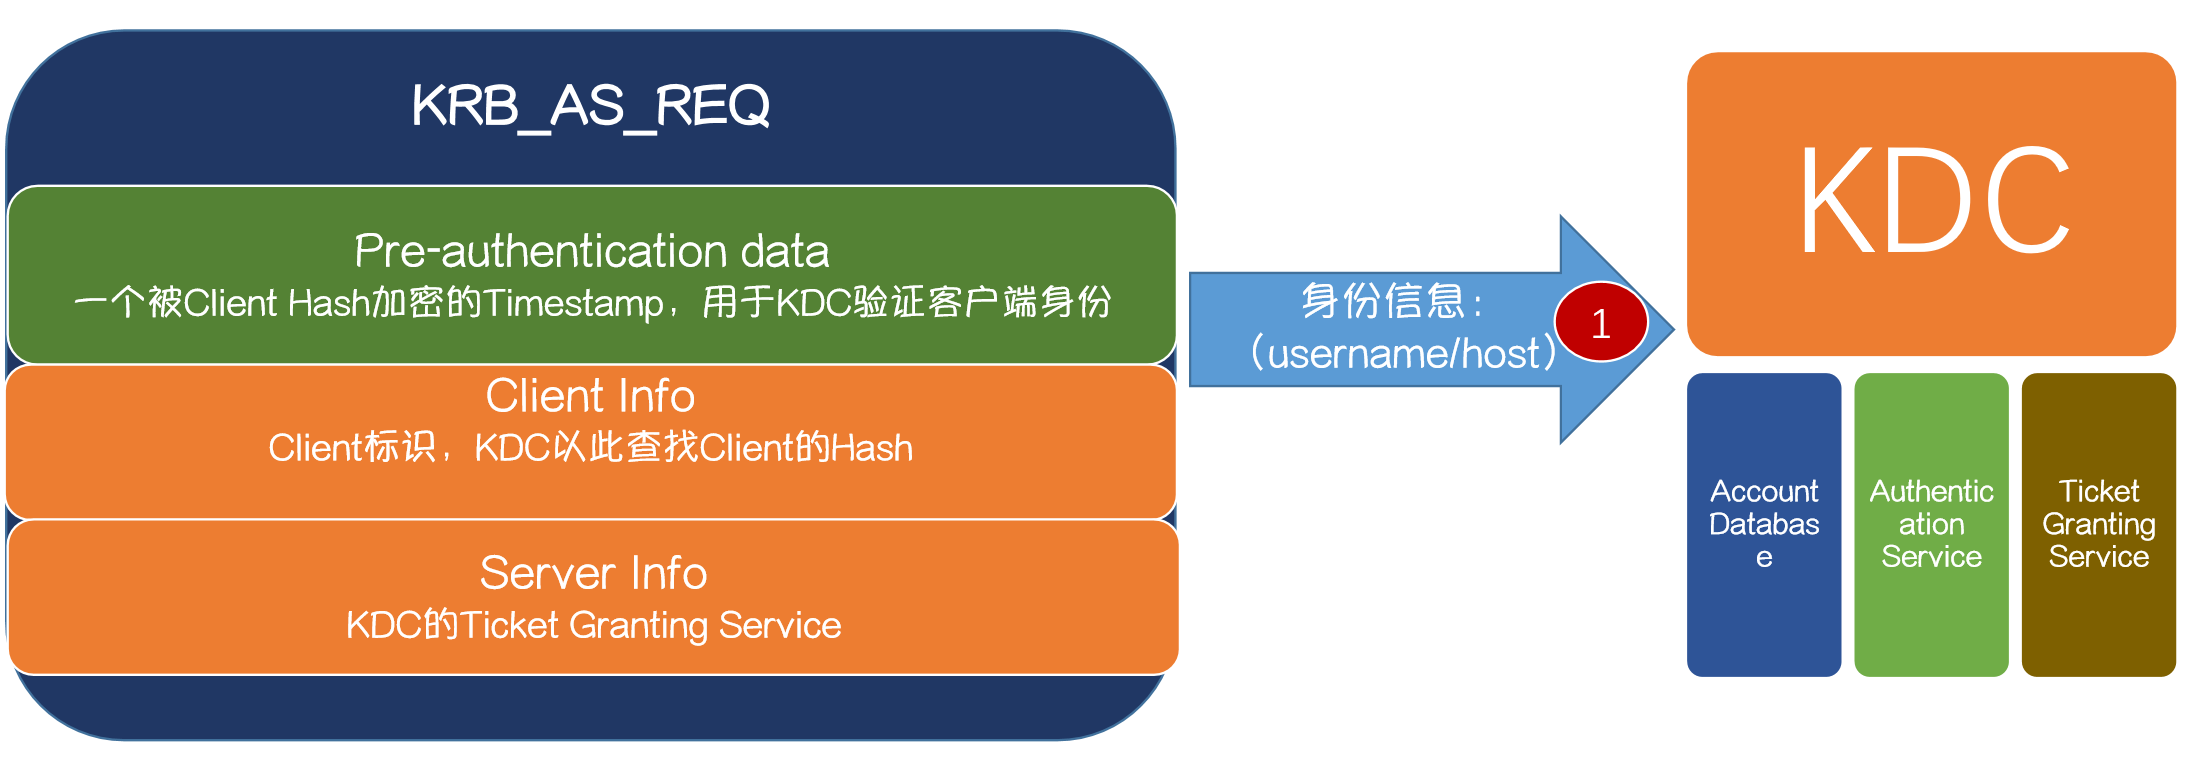 KRB_AS_REQ
Pre-authentication data
一个被Client Hash加密的Timestamp，用于KDC验证客户端身份
Client Info
Client标识，KDC以此查找Client的Hash
Server Info
KDC的Ticket Granting Service
身份信息：
（username/host）
1
KDC
Account
Databas
e
Authentic
ation
Service
Ticket
Granting
Service